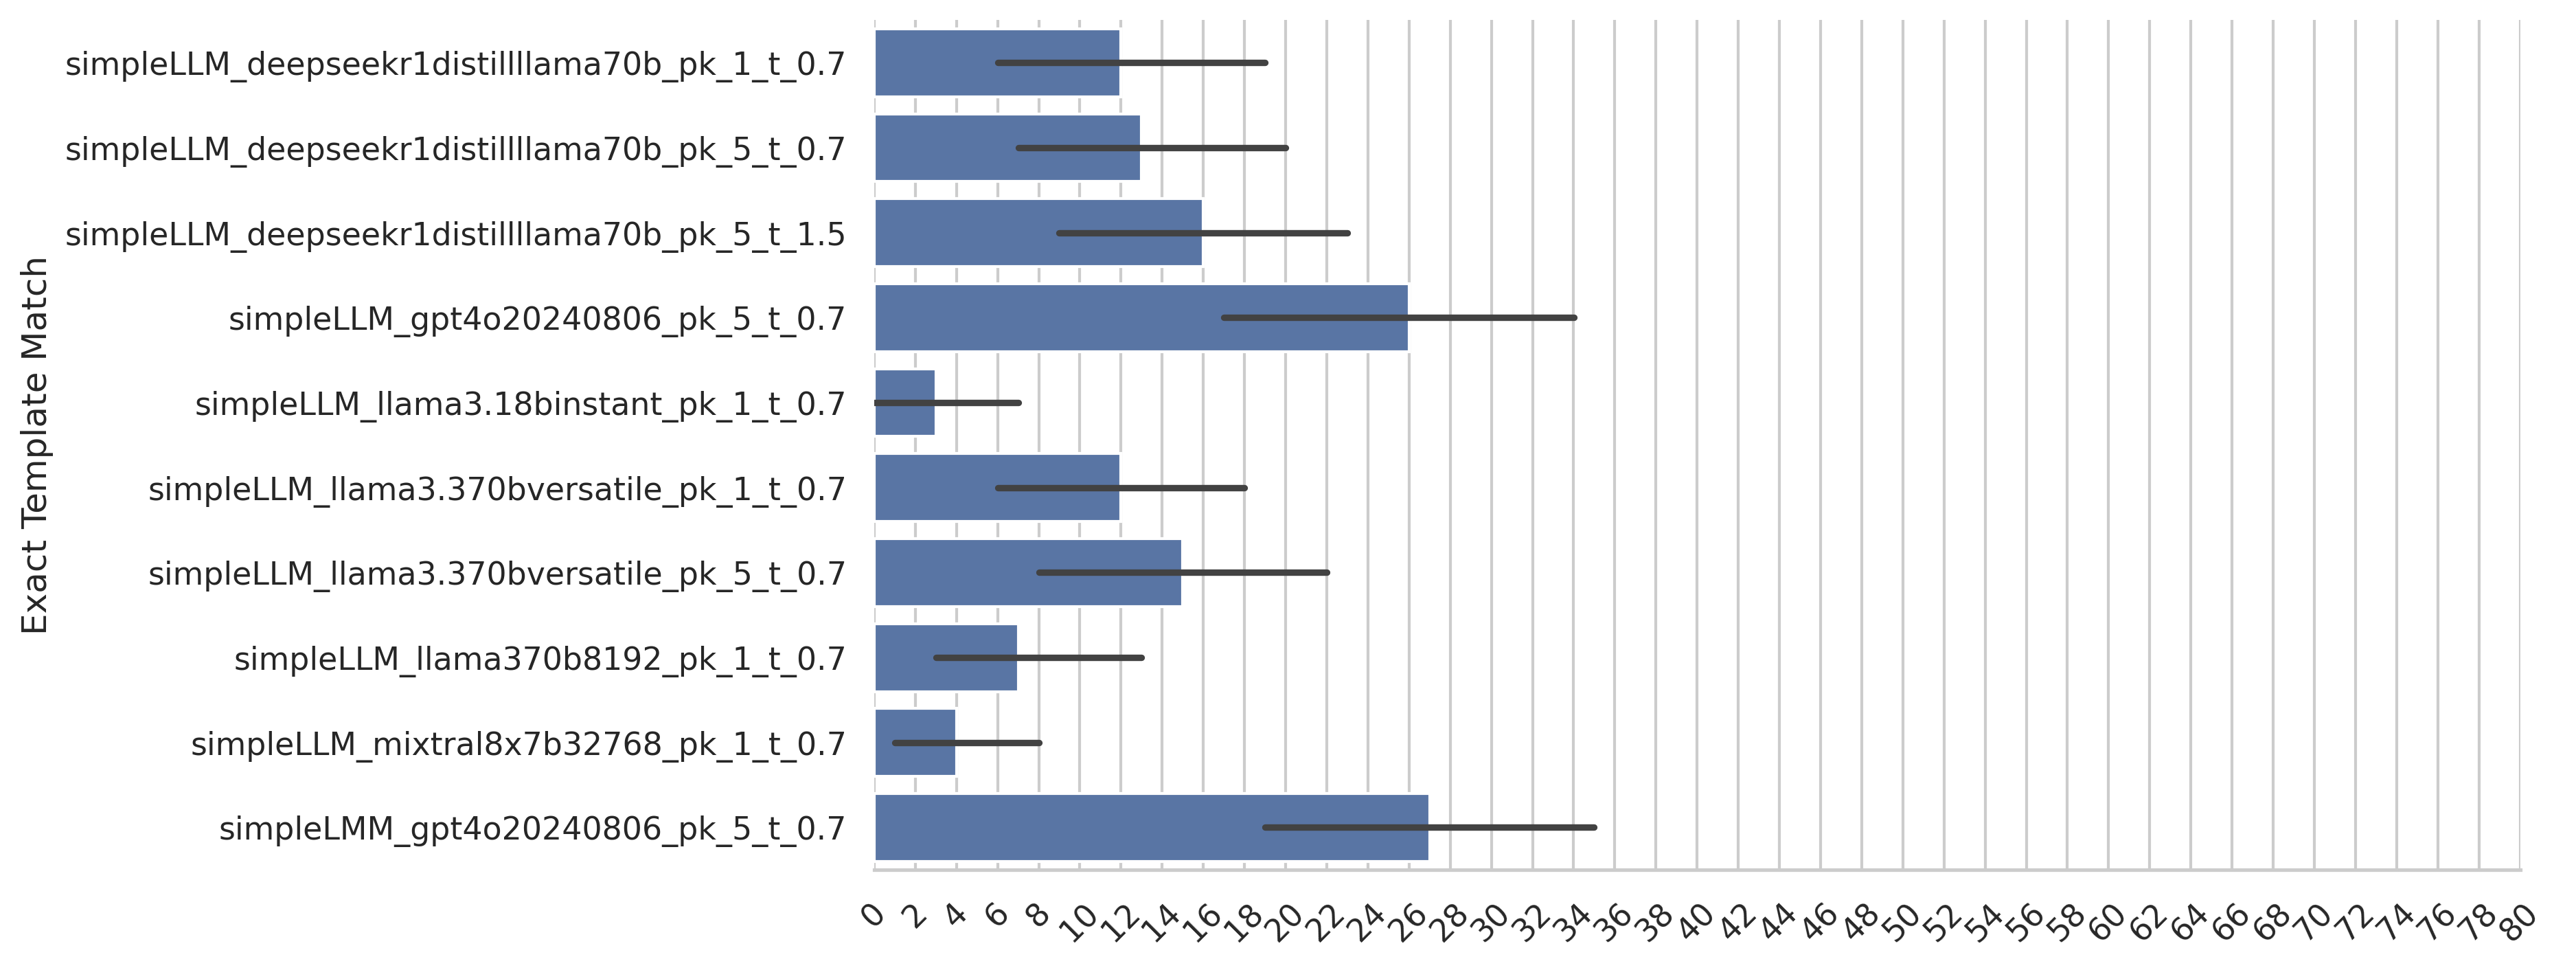 Exact Template Match
simpleLLM_deepseekr1distillllama70b_pk_1_t_0.7
simpleLLM_deepseekr1distillllama70b_pk_5_t_0.7
simpleLLM_deepseekr1distillllama70b_pk_5_t_1.5
simpleLLM_gpt4o20240806_pk_5_t_0.7
simpleLLM_llama3.18binstant_pk_1_t_0.7
simpleLLM_llama3.370bversatile_pk_1_t_0.7
simpleLLM_llama3.370bversatile_pk_5_t_0.7
simpleLLM_llama370b8192_pk_1_t_0.7
simpleLLM_mixtral8x7b32768_pk_1_t_0.7
simpleLMM_gpt4o20240806_pk_5_t_0.7
0 2 4 6 8 10 12 14 16 18 20 22 24 26 28 30 32 34 36 38 40 42 44 46 48 50 52 54 56 58 60 62 64 66 68 70 72 74 76 78 80